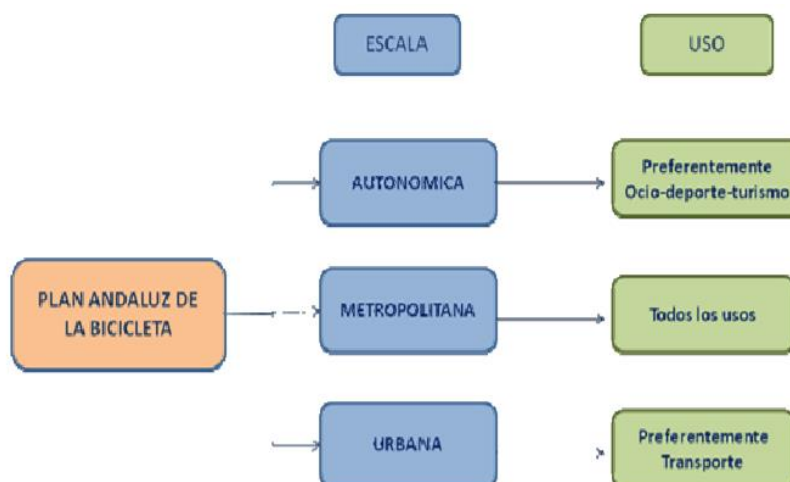 ESCALA
USO
AUTONOMICA
Preferentemente
Ocio-deporte-turismo
PLAN ANDALUZ DE
LA BICICLETA
METROPOLITANA
Todos los usos
URBANA
Preferentemente
Transporte